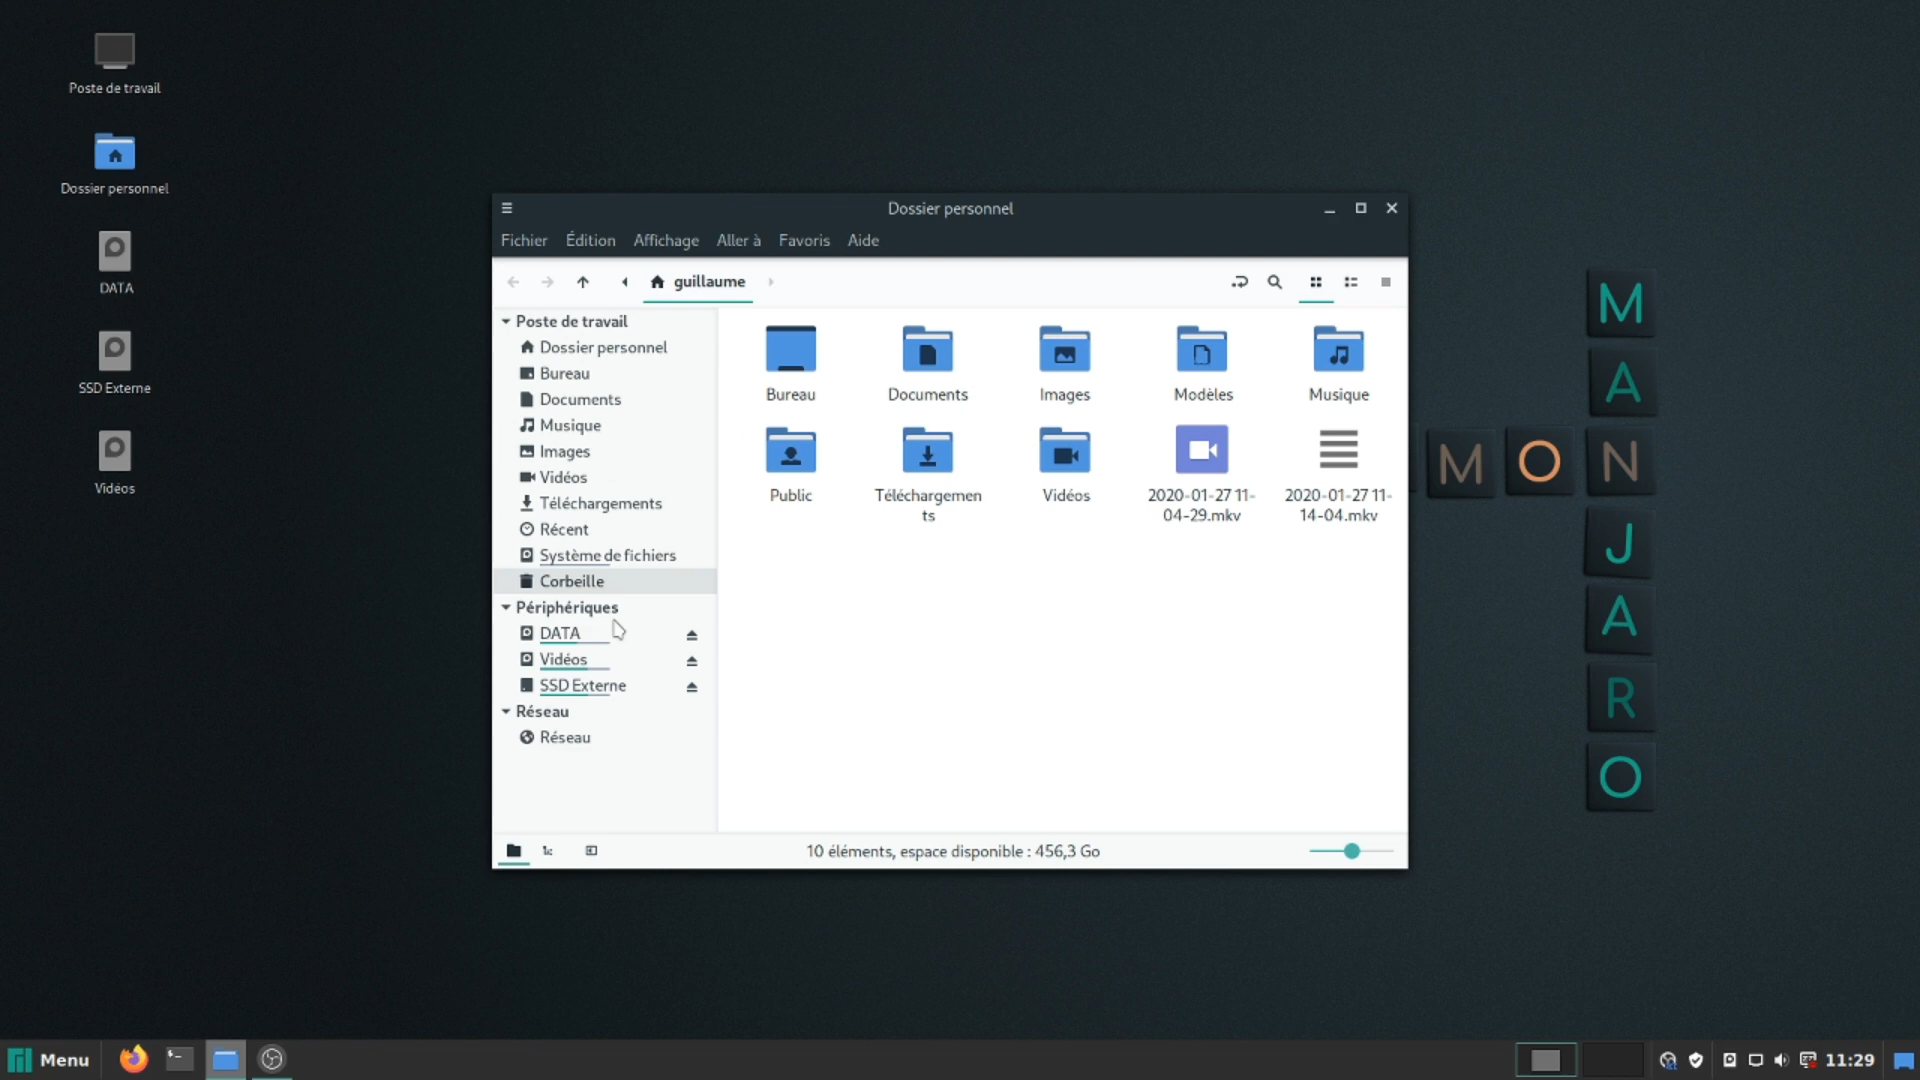 Poste de travail
Dossier personnel
DATA
SSD Externe
Vidéos
Dossier personnel
Fichier Édition Affichage Aller à Favoris Aide
guillaume
Poste de travail
Dossier personnel
Bureau
Documents
Musique
Images
Vidéos
Téléchargements
Récent
Système de fichiers
Corbeille
Périphériques
DATA
Vidéos
SSD Externe
Réseau
Réseau
Bureau Documents Images Modèles Musique
Public Téléchargemen
ts Vidéos 2020-01-27 11-
04-29.mkv 2020-01-27 11-
14-04.mkv
10 éléments, espace disponible : 456,3 Go
M
A
M O N
J
A
R
O
Menu 11:29